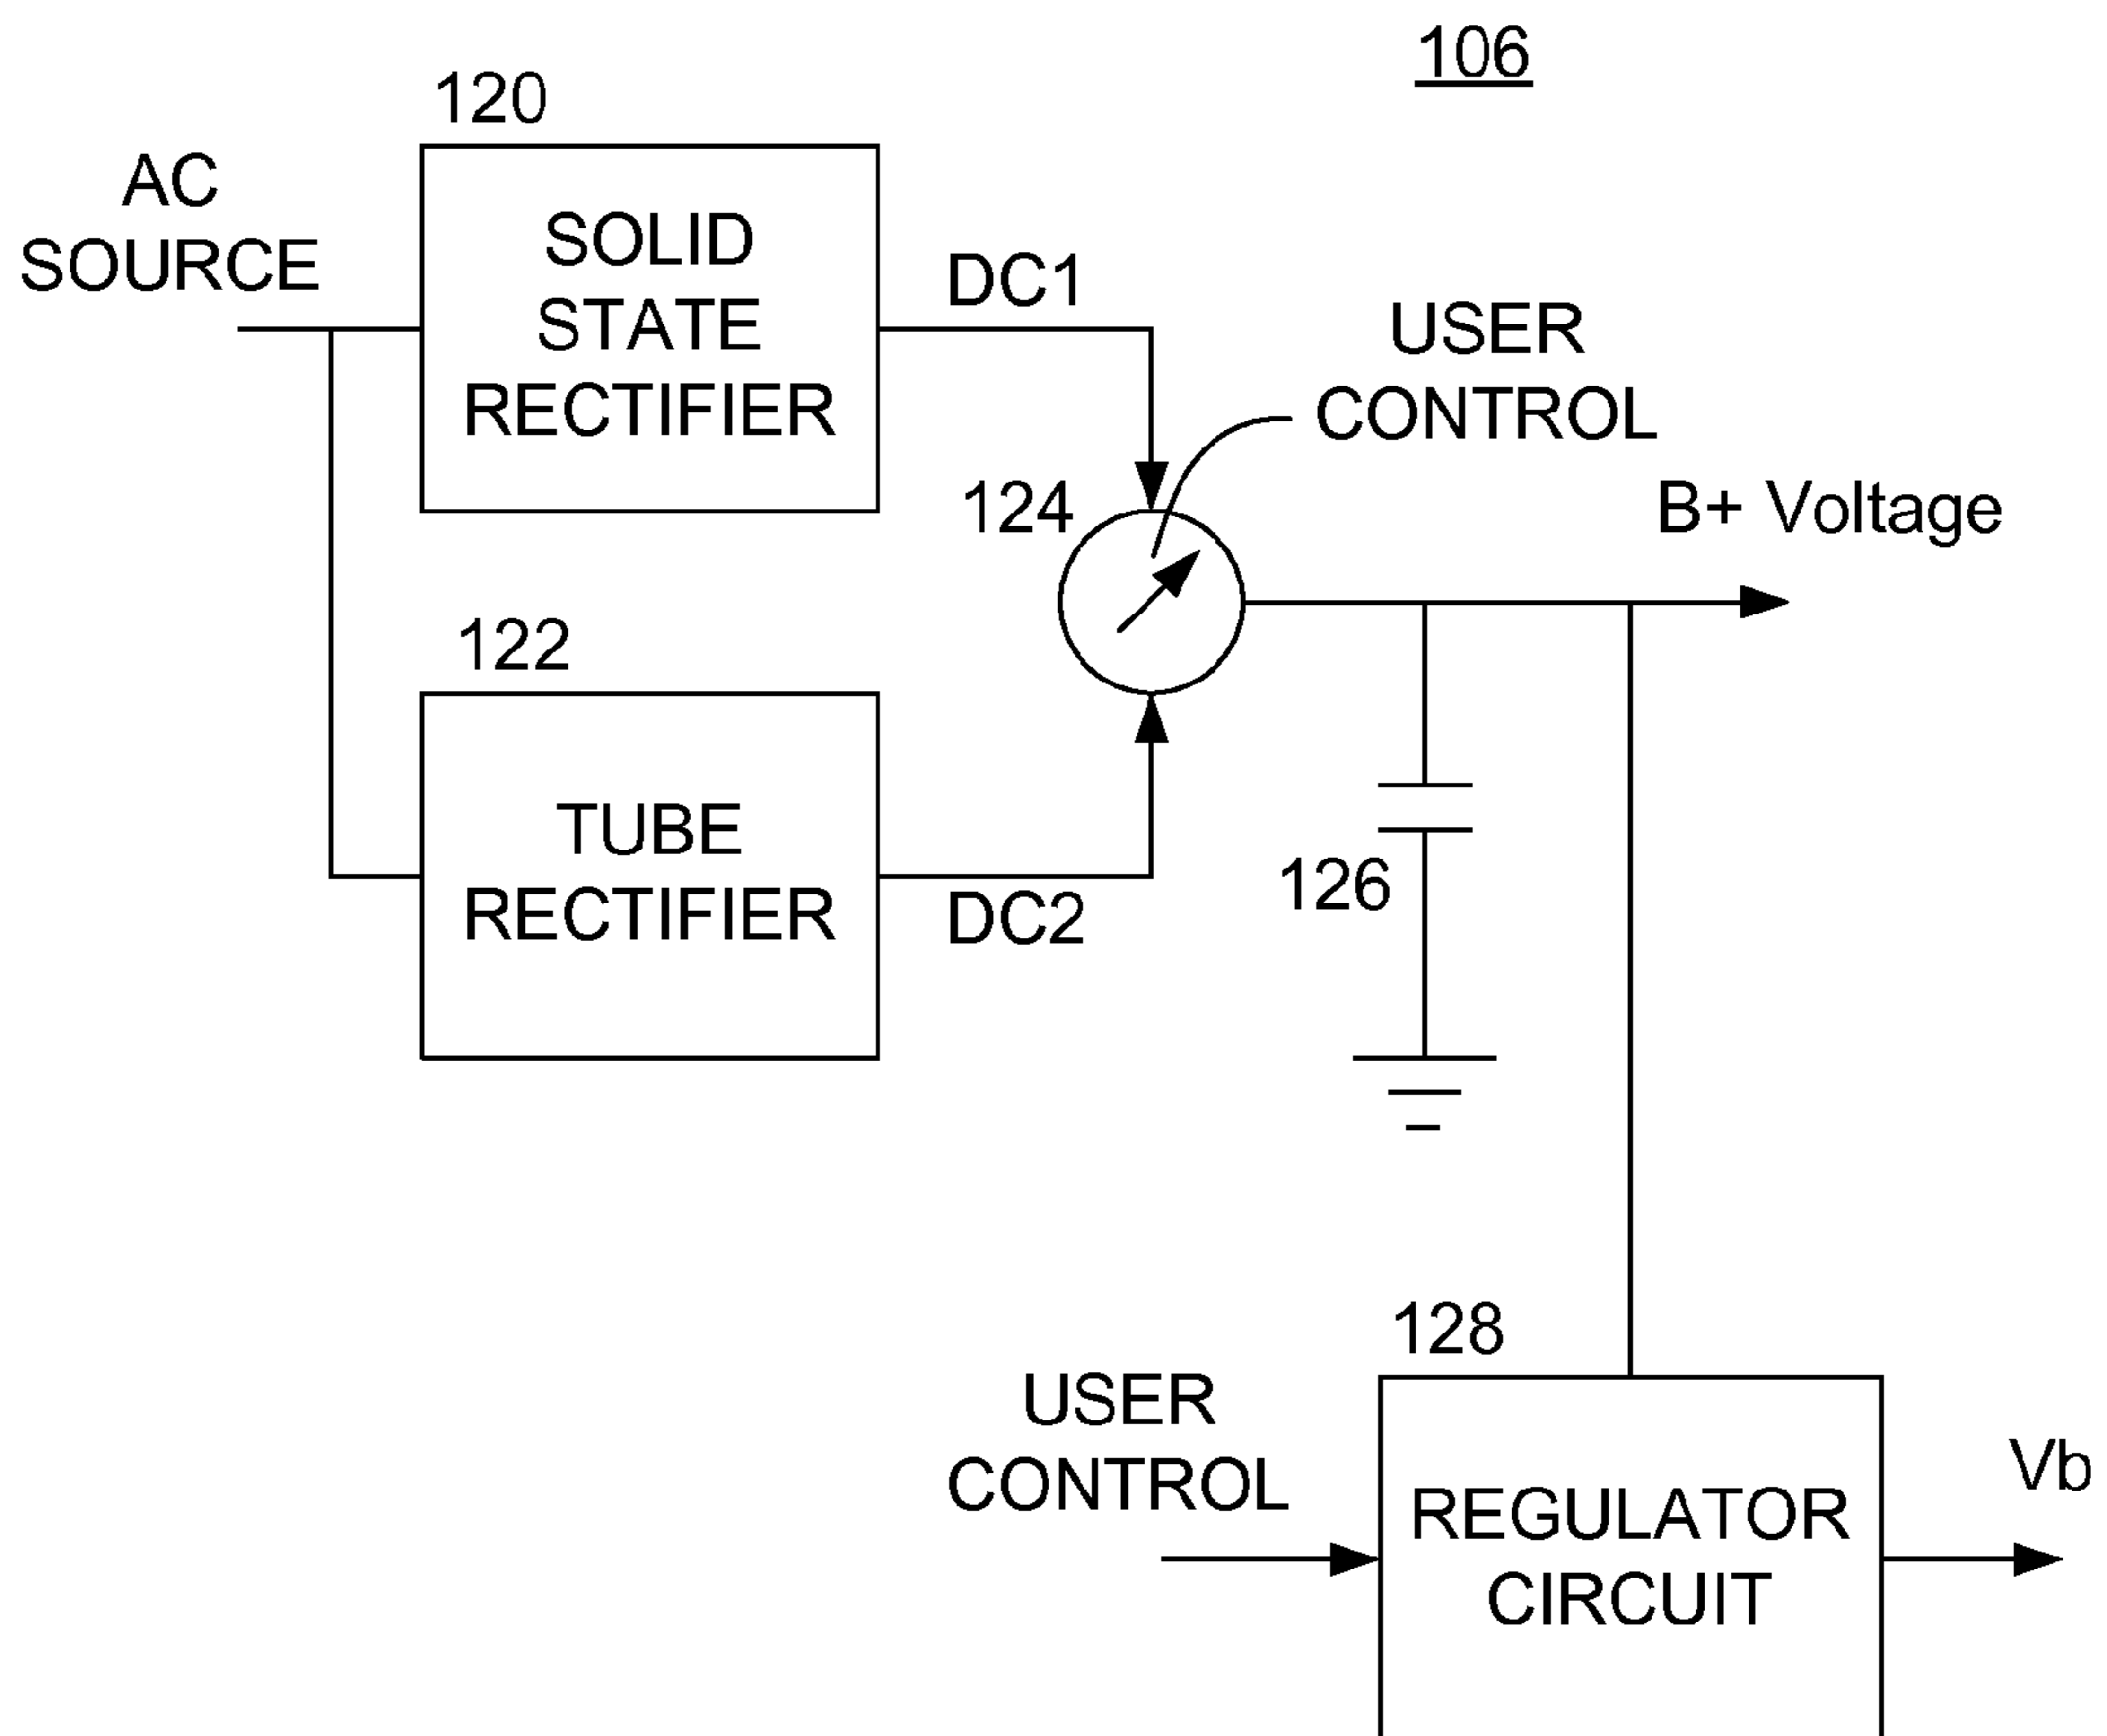 106
120
AC
SOURCE
SOLID
STATE
RECTIFIER
DC1
USER
CONTROL
124
B+ Voltage
122
TUBE
RECTIFIER
DC2
126
128
USER
CONTROL
REGULATOR
CIRCUIT
Vb